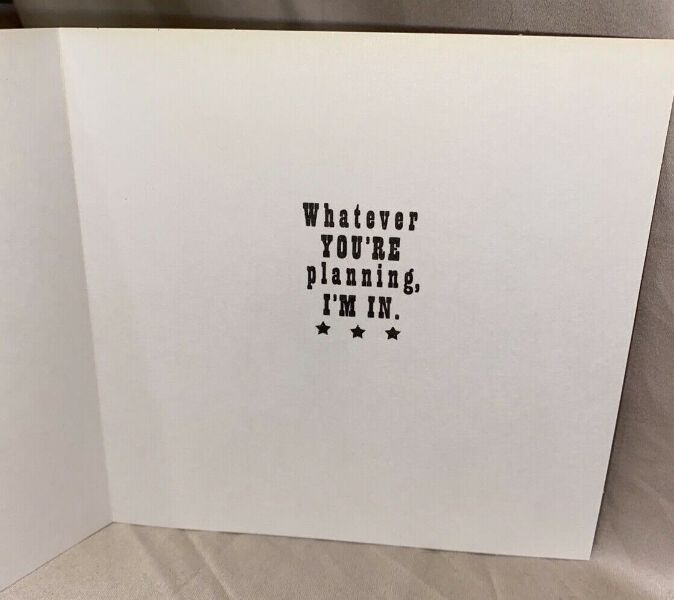 Whatever
YOU'RE
planning,
I'M IN.